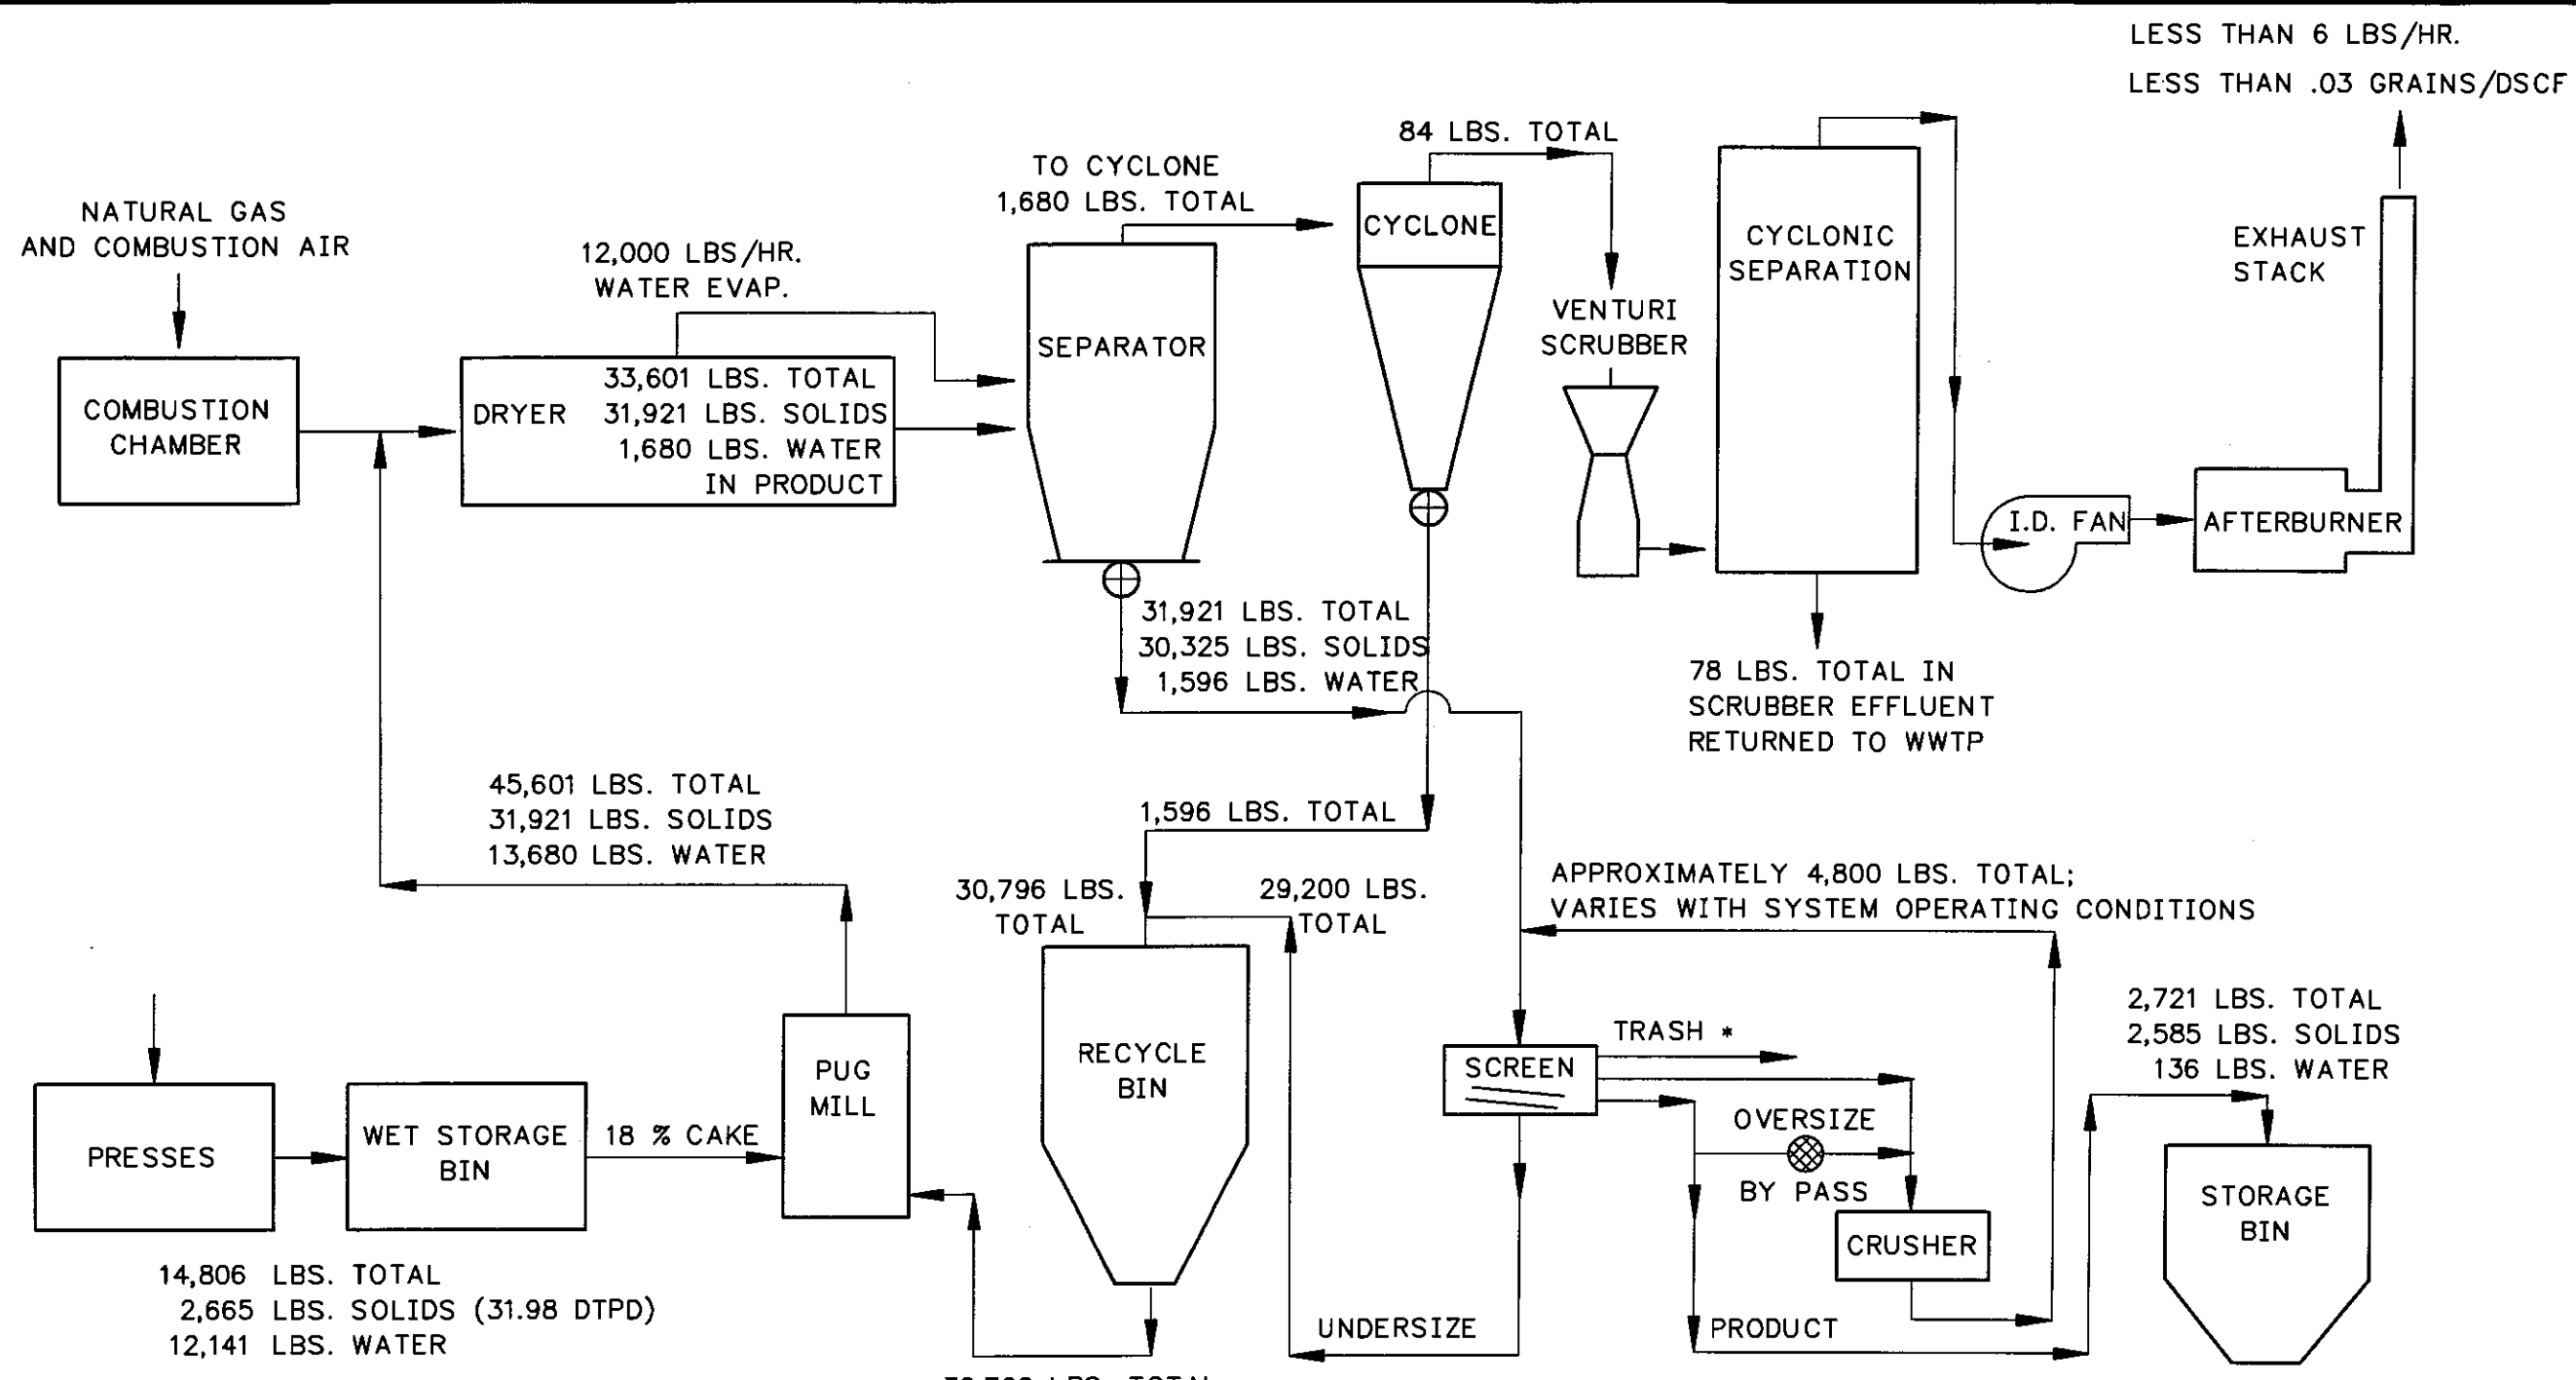 LESS THAN 6 LBS/HR.
LESS THAN .03 GRAINS/DSCF
84 LBS. TOTAL
TO CYCLONE
1,680 LBS. TOTAL
NATURAL GAS
AND COMBUSTION AIR
12,000 LBS/HR.
WATER EVAP.
CYCLONE
CYCLONIC
SEPARATION
EXHAUST
STACK
VENTURI
SCRUBBER
SEPARATOR
COMBUSTION
CHAMBER
DRYER
33,601 LBS. TOTAL
31,921 LBS. SOLIDS
1,680 LBS. WATER
IN PRODUCT
I.D. FAN
AFTERBURNER
31,921 LBS. TOTAL
30,325 LBS. SOLIDS
1,596 LBS. WATER
78 LBS. TOTAL IN
SCRUBBER EFFLUENT
RETURNED TO WWTP
45,601 LBS. TOTAL
31,921 LBS. SOLIDS
13,680 LBS. WATER
1,596 LBS. TOTAL
30,796 LBS.
TOTAL
29,200 LBS.
TOTAL
APPROXIMATELY 4,800 LBS. TOTAL;
VARIES WITH SYSTEM OPERATING CONDITIONS
2,721 LBS. TOTAL
2,585 LBS. SOLIDS
136 LBS. WATER
TRASH *
SCREEN
RECYCLE
BIN
PUG
MILL
OVERSIZE
BY PASS
PRESSES
WET STORAGE
BIN
18 % CAKE
STORAGE
BIN
CRUSHER
14,806 LBS. TOTAL
2,665 LBS. SOLIDS (31.98 DTPD)
12,141 LBS. WATER
UNDERSIZE
PRODUCT
LBS. TOTAL